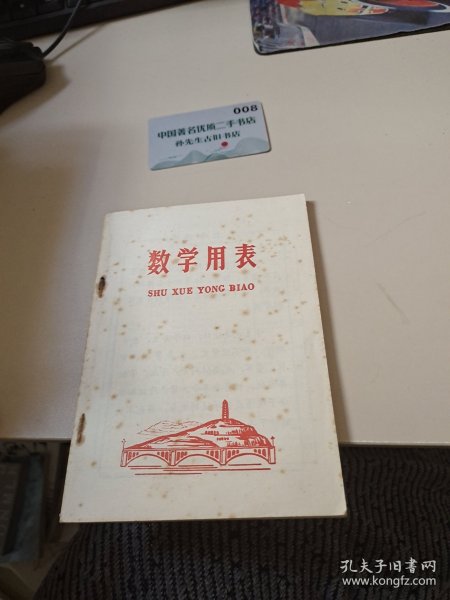 008
中国著名优质二手书店
孙先生古旧书店
数学用表
SHU XUE YONG BIAO
孔夫子旧书网
www.kongfz.com